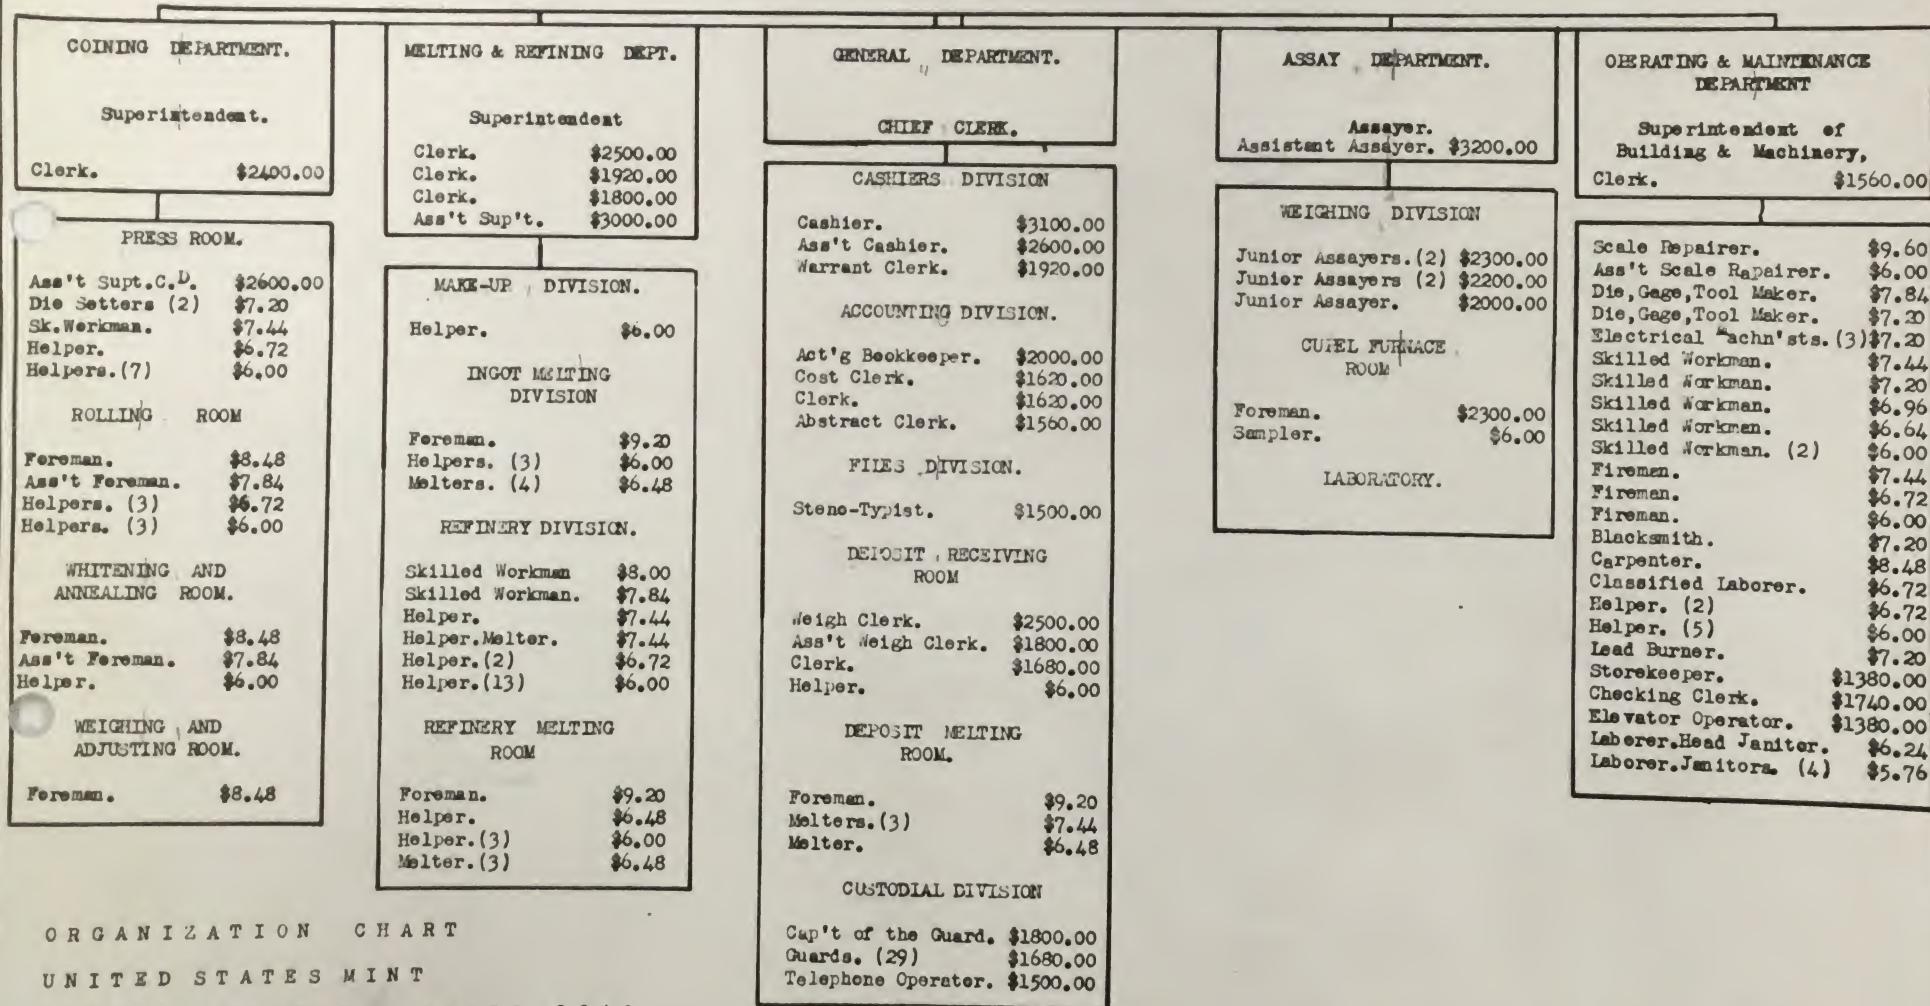 COINING DEPARTMENT.
Superintendent.
Clerk. $2400.00
PRESS ROOM.
Ass't Supt.C.D. $2600.00
Die Setters (2) $7.20
Sk.Workman. $7.44
Helper. $6.72
Helpers.(7) $6.00
ROLLING ROOM
Foreman. $8.48
Ass't Foreman. $7.84
Helpers. (3) $6.72
Helpers. (3) $6.00
WHITENING AND
ANNEALING ROOM.
Foreman. $8.48
Ass't Foreman. $7.84
Helper. $6.00
WEIGHING AND
ADJUSTING ROOM.
Foreman. $8.48
MELTING & REFINING DEPT.
Superintendent
Clerk. $2500.00
Clerk. $1920.00
Clerk. $1800.00
Ass't Sup't. $3000.00
MAKE-UP DIVISION.
Helper. $6.00
INGOT MELTING
DIVISION
Foreman. $9.20
Helpers. (3) $6.00
Melters. (4) $6.48
REFINERY DIVISION.
Skilled Workman $8.00
Skilled Workman. $7.84
Helper. $7.44
Helper.Melter. $7.44
Helper.(2) $6.72
Helper.(13) $6.00
REFINERY MELTING
ROOM
Foreman. $9.20
Helper. $6.48
Helper.(3) $6.00
Melter.(3) $6.48
GENERAL DEPARTMENT.
CHIEF CLERK.
CASHIERS DIVISION
Cashier. $3100.00
Ass't Cashier. $2600.00
Warrant Clerk. $1920.00
ACCOUNTING DIVISION.
Act'g Bookkeeper. $2000.00
Cost Clerk. $1620.00
Clerk. $1620.00
Abstract Clerk. $1560.00
FILES DIVISION.
Steno-Typist. $1500.00
DEPOSIT RECEIVING
ROOM
Weigh Clerk. $2500.00
Ass't Weigh Clerk. $1800.00
Clerk. $1680.00
Helper. $6.00
DEPOSIT MELTING
ROOM.
Foreman. $9.20
Melters.(3) $7.44
Melter. $6.48
CUSTODIAL DIVISION
Cap't of the Guard. $1800.00
Guards. (29) $1680.00
Telephone Operator. $1500.00
ASSAY DEPARTMENT.
Assayer.
Assistant Assayer. $3200.00
WEIGHING DIVISION
Junior Assayers.(2) $2300.00
Junior Assayers (2) $2200.00
Junior Assayer. $2000.00
CUPEL FURNACE
ROOM
Foreman. $2300.00
Sampler. $6.00
LABORATORY.
OPERATING & MAINTENANCE
DEPARTMENT
Superintendent of
Building & Machinery,
Clerk. $1560.00
Scale Repairer. $9.60
Ass't Scale Rapairer. $6.00
Die,Gage,Tool Maker. $7.84
Die,Gage,Tool Maker. $7.20
Electrical Machn'sts.(3)$7.20
Skilled Workman. $7.44
Skilled Workman. $7.20
Skilled Workman. $6.96
Skilled Workman. $6.64
Skilled Workman. (2) $6.00
Fireman. $7.44
Fireman. $6.72
Fireman. $6.00
Blacksmith. $7.20
Carpenter. $8.48
Classified Laborer. $6.72
Helper. (2) $6.72
Helper. (5) $6.00
Lead Burner. $7.20
Storekeeper. $1380.00
Checking Clerk. $1740.00
Elevator Operator. $1380.00
Laborer.Head Janitor. $6.24
Laborer.Janitors. (4) $5.76
ORGANIZATION CHART
UNITED STATES MINT